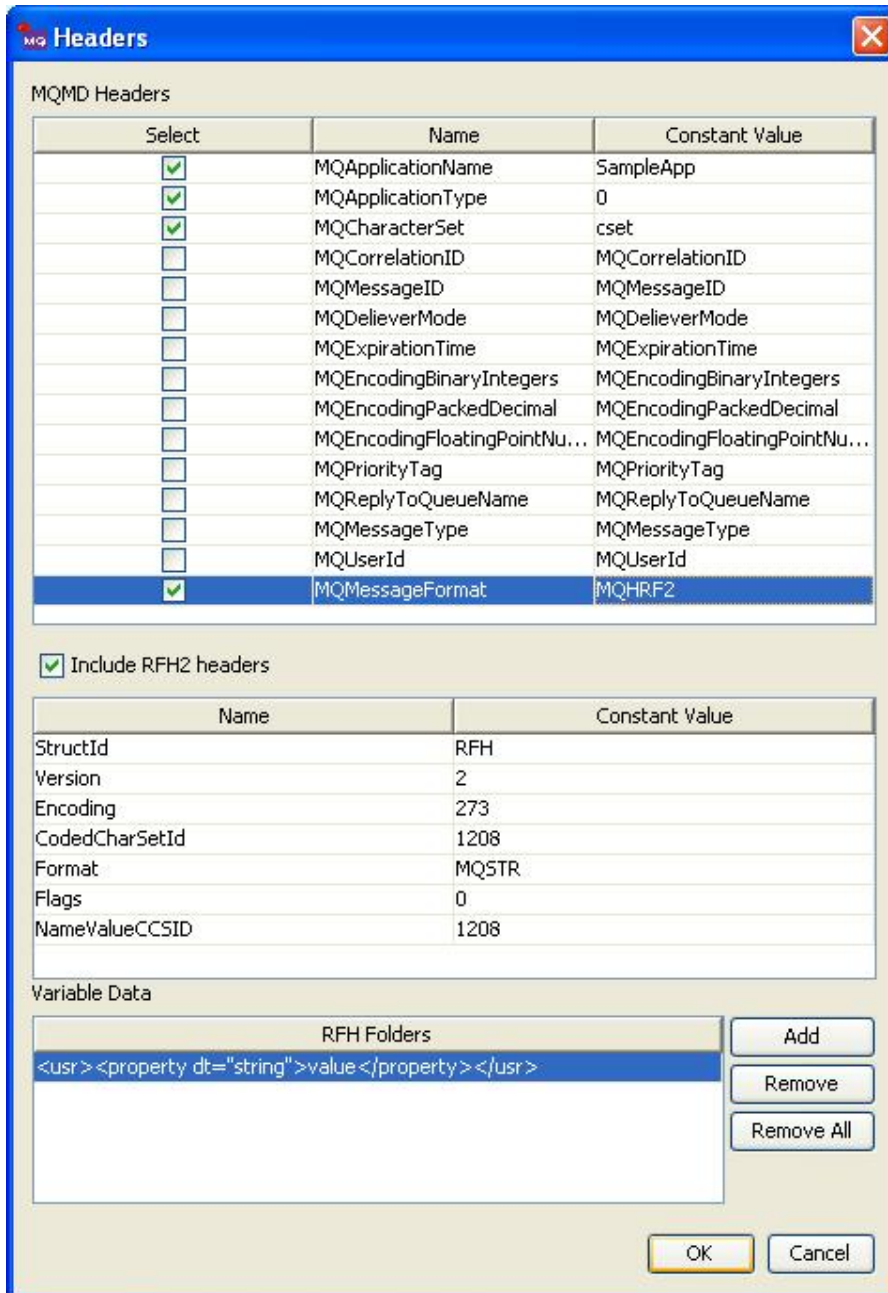 MQ Headers
MQMD Headers
Select Name Constant Value
MQApplicationName SampleApp
MQApplicationType 0
MQCharacterSet cset
MQCorrelationID MQCorrelationID
MQMessageID MQMessageID
MQDelieverMode MQDelieverMode
MQExpirationTime MQExpirationTime
MQEncodingBinaryIntegers MQEncodingBinaryIntegers
MQEncodingPackedDecimal MQEncodingPackedDecimal
MQEncodingFloatingPointNu... MQEncodingFloatingPointNu...
MQPriorityTag MQPriorityTag
MQReplyToQueueName MQReplyToQueueName
MQMessageType MQMessageType
MQUserId MQUserId
MQMessageFormat MQHRF2
Include RFH2 headers
Name Constant Value
StructId RFH
Version 2
Encoding 273
CodedCharSetId 1208
Format MQSTR
Flags 0
NameValueCCSID 1208
Variable Data
RFH Folders
<usr><property dt="string">value</property></usr>
Add
Remove
Remove All
OK Cancel